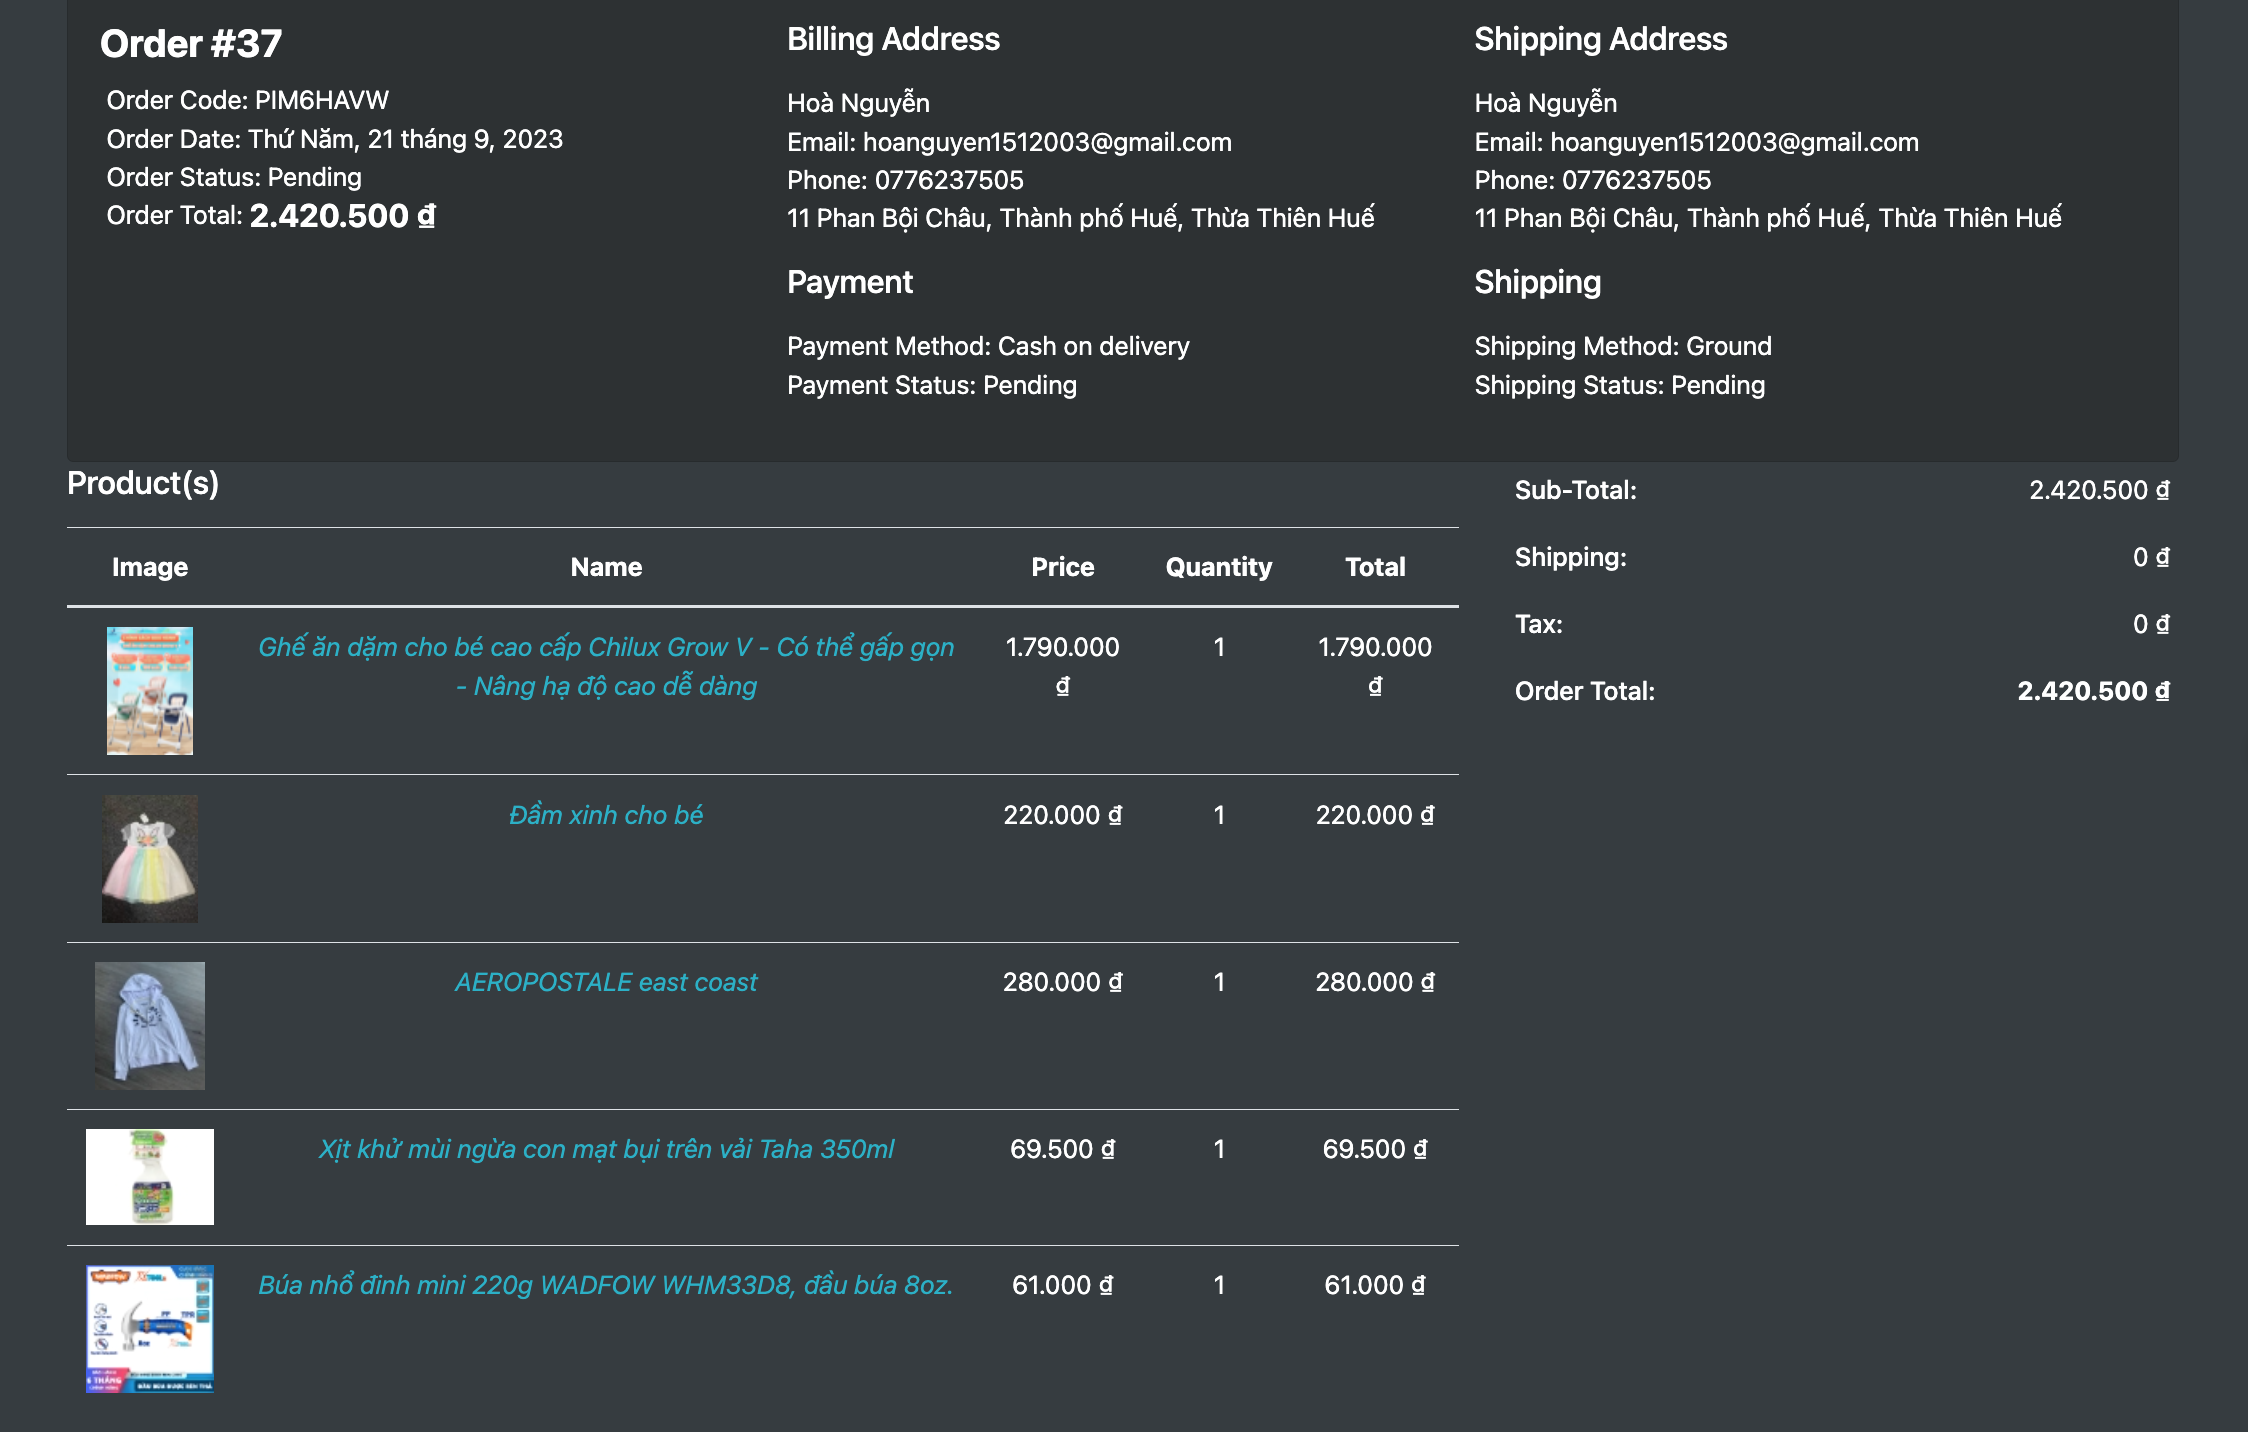 Order #37
Order Code: PIM6HAVW
Order Date: Thứ Năm, 21 tháng 9, 2023
Order Status: Pending
Order Total: 2.420.500 ₫
Billing Address
Hoà Nguyễn
Email: hoanguyen1512003@gmail.com
Phone: 0776237505
11 Phan Bội Châu, Thành phố Huế, Thừa Thiên Huế
Payment
Payment Method: Cash on delivery
Payment Status: Pending
Shipping Address
Hoà Nguyễn
Email: hoanguyen1512003@gmail.com
Phone: 0776237505
11 Phan Bội Châu, Thành phố Huế, Thừa Thiên Huế
Shipping
Shipping Method: Ground
Shipping Status: Pending
Product(s)
Image Name Price Quantity Total
Ghế ăn dặm cho bé cao cấp Chilux Grow V - Có thể gấp gọn 1.790.000 1 1.790.000
- Nâng hạ độ cao dễ dàng ₫ ₫
Đầm xinh cho bé 220.000 ₫ 1 220.000 ₫
AEROPOSTALE east coast 280.000 ₫ 1 280.000 ₫
Xịt khử mùi ngừa con mạt bụi trên vải Taha 350ml 69.500 ₫ 1 69.500 ₫
Búa nhổ đinh mini 220g WADFOW WHM33D8, đầu búa 8oz. 61.000 ₫ 1 61.000 ₫
6 THÁNG
Sub-Total: 2.420.500 ₫
Shipping: 0 ₫
Tax: 0 ₫
Order Total: 2.420.500 ₫